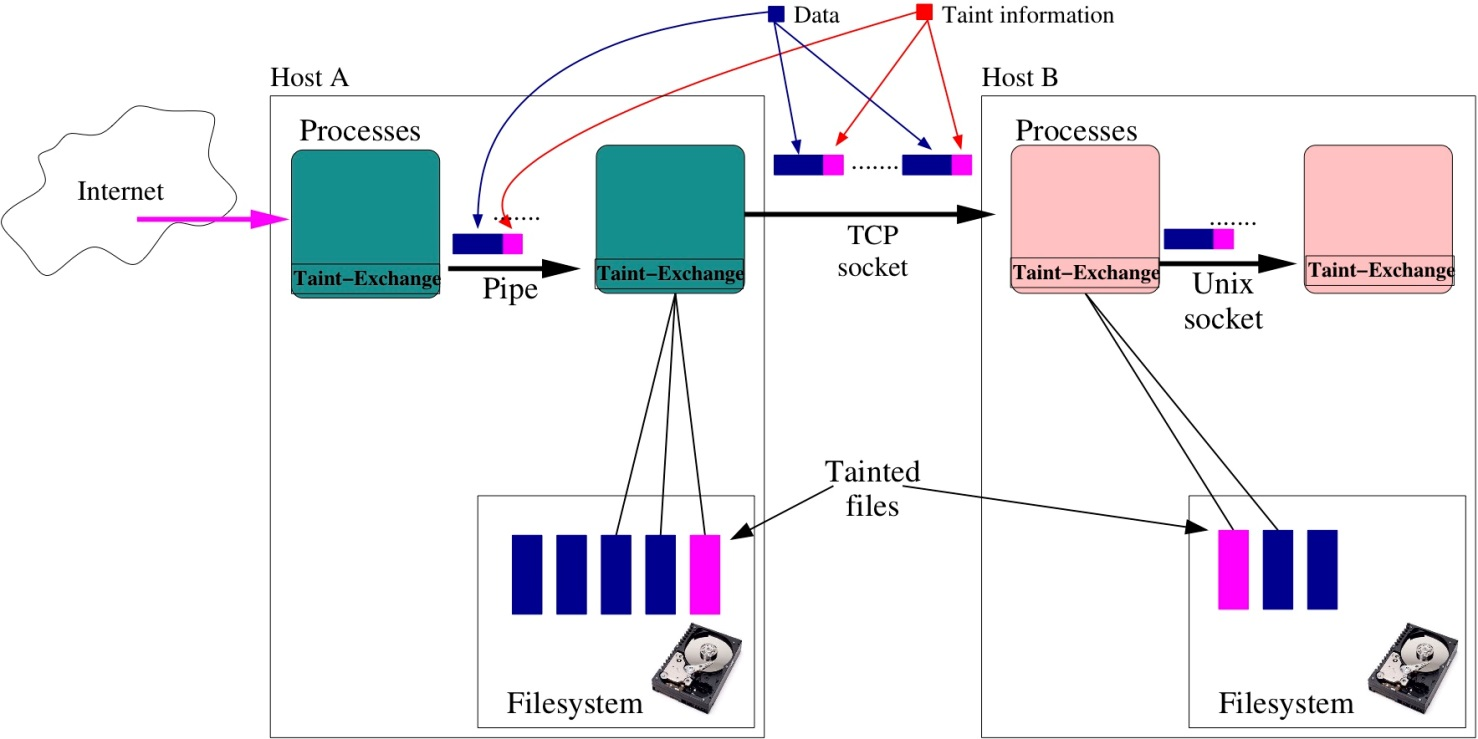 Data
Taint information
Host A
Host B
Processes
Processes
Internet
.......
.......
.......
TCP
socket
Taint–Exchange
Taint–Exchange
Taint–Exchange
Taint–Exchange
Pipe
Unix
socket
Tainted
files
Filesystem
Filesystem